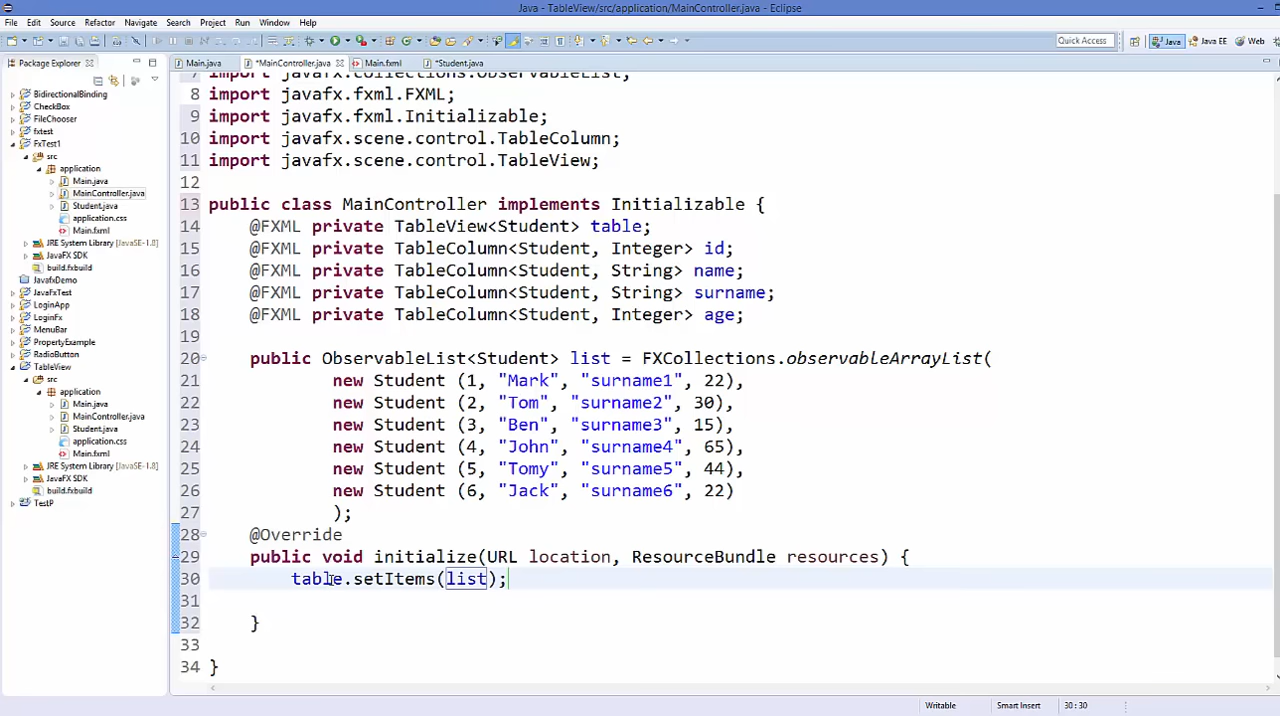 Java - TableView/src/application/MainController.java - Eclipse
File Edit Source Refactor Navigate Search Project Run Window Help
Quick Access Java Java EE Web
Package Explorer Main.java *MainController.java Main.fxml *Student.java
BidirectionalBinding
CheckBox
FileChooser
fxtest
FxTest1
src
application
Main.java
MainController.java
Student.java
application.css
Main.fxml
JRE System Library [JavaSE-1.8]
JavaFX SDK
build.fxbuild
JavafxDemo
JavaFxTest
LoginApp
LoginFx
MenuBar
PropertyExample
RadioButton
TableView
src
application
Main.java
MainController.java
Student.java
application.css
Main.fxml
JRE System Library [JavaSE-1.8]
JavaFX SDK
build.fxbuild
TestP
7 import javafx.collections.ObservableList;
8 import javafx.fxml.FXML;
9 import javafx.fxml.Initializable;
10 import javafx.scene.control.TableColumn;
11 import javafx.scene.control.TableView;
12
13 public class MainController implements Initializable {
14 @FXML private TableView<Student> table;
15 @FXML private TableColumn<Student, Integer> id;
16 @FXML private TableColumn<Student, String> name;
17 @FXML private TableColumn<Student, String> surname;
18 @FXML private TableColumn<Student, Integer> age;
19
20 public ObservableList<Student> list = FXCollections.observableArrayList(
21 new Student (1, "Mark", "surname1", 22),
22 new Student (2, "Tom", "surname2", 30),
23 new Student (3, "Ben", "surname3", 15),
24 new Student (4, "John", "surname4", 65),
25 new Student (5, "Tomy", "surname5", 44),
26 new Student (6, "Jack", "surname6", 22)
27 );
28 @Override
29 public void initialize(URL location, ResourceBundle resources) {
30 table.setItems(list);
31
32 }
33
34 }
Writable Smart Insert 30 : 30